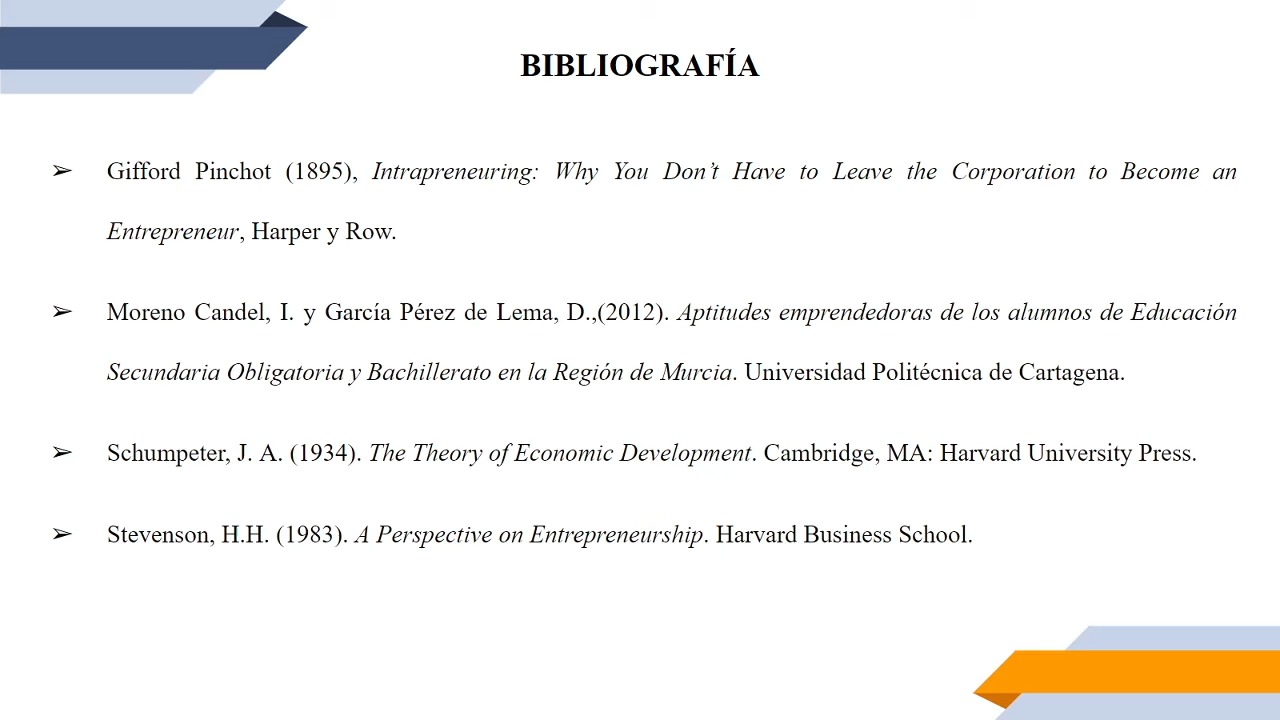 BIBLIOGRAFÍA
➢ Gifford Pinchot (1895), Intrapreneuring: Why You Don’t Have to Leave the Corporation to Become an
Entrepreneur, Harper y Row.
➢ Moreno Candel, I. y García Pérez de Lema, D.,(2012). Aptitudes emprendedoras de los alumnos de Educación
Secundaria Obligatoria y Bachillerato en la Región de Murcia. Universidad Politécnica de Cartagena.
➢ Schumpeter, J. A. (1934). The Theory of Economic Development. Cambridge, MA: Harvard University Press.
➢ Stevenson, H.H. (1983). A Perspective on Entrepreneurship. Harvard Business School.